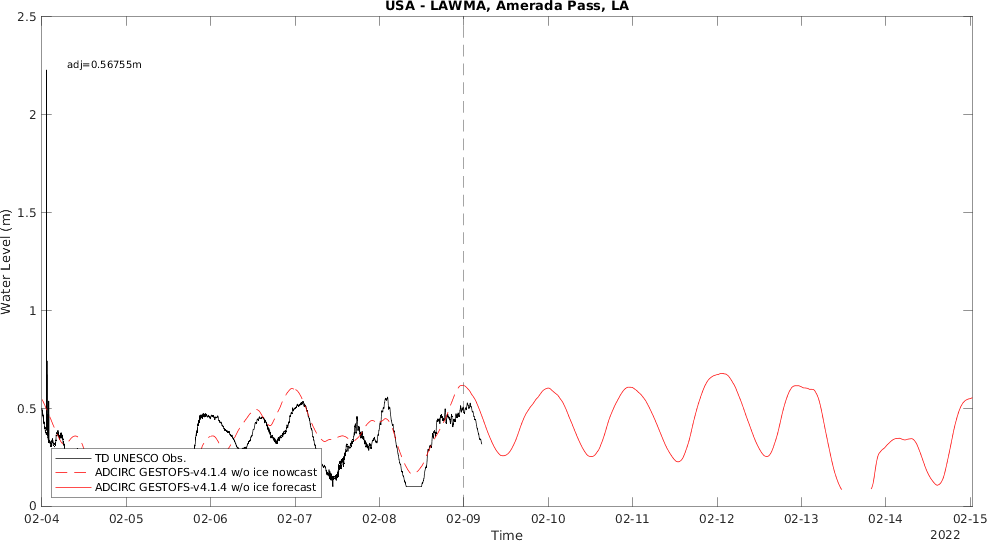 USA - LAWMA, Amerada Pass, LA
2.5
adj=0.56755m
2
1.5
Water Level (m)
1
0.5
TD UNESCO Obs.
ADCIRC GESTOFS-v4.1.4 w/o ice nowcast
ADCIRC GESTOFS-v4.1.4 w/o ice forecast
0
02-04 02-05 02-06 02-07 02-08 02-09 02-10 02-11 02-12 02-13 02-14 02-15
Time
2022